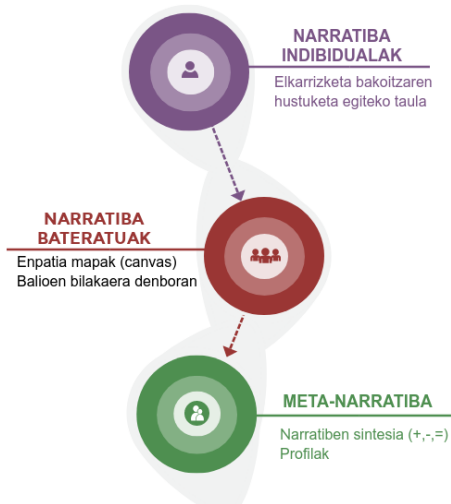 NARRATIBA
INDIBIDUALAK
Elkarrizketa bakoitzaren
hustuketa egiteko taula
NARRATIBA
BATERATUAK
Enpatia mapak (canvas)
Balioen bilakaera denboran
META-NARRATIBA
Narratiben sintesia (+,-,=)
Profilak